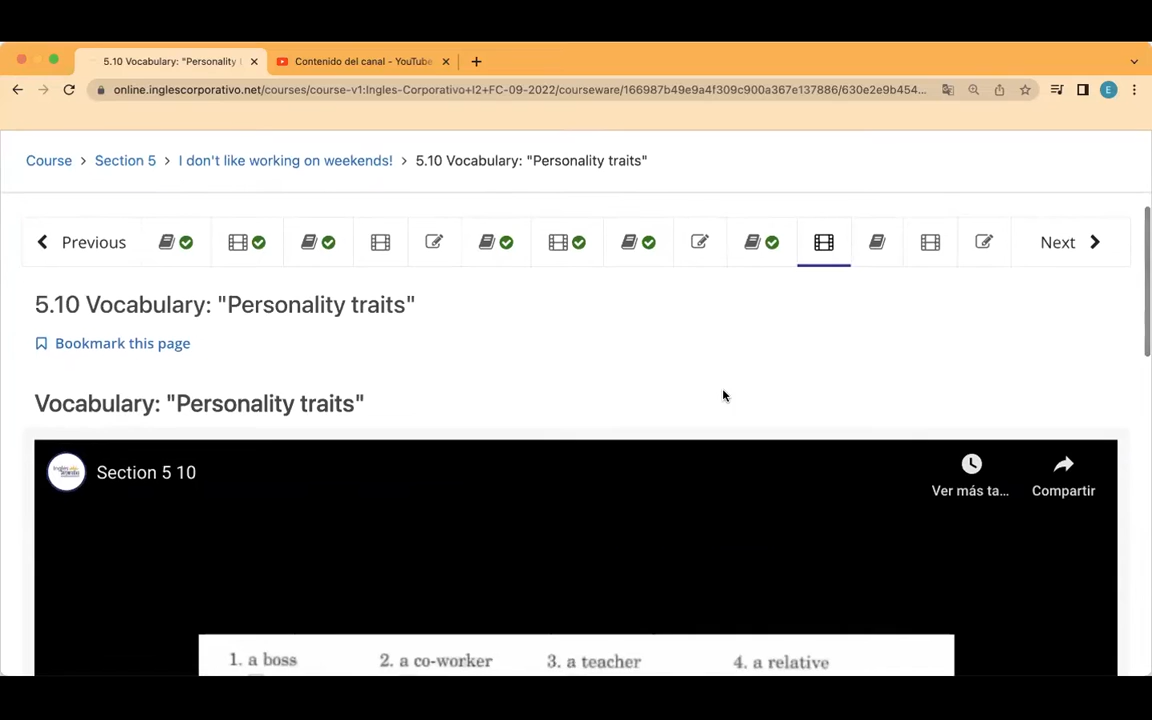 5.10 Vocabulary: "Personality
Contenido del canal - YouTube
online.inglescorporativo.net/courses/course-v1:Ingles-Corporativo+I2+FC-09-2022/courseware/166987b49e9a4f309c900a367e137886/630e2e9b454...
E
Course > Section 5 > I don't like working on weekends! > 5.10 Vocabulary: "Personality traits"
Previous
Next
5.10 Vocabulary: "Personality traits"
Bookmark this page
Vocabulary: "Personality traits"
Section 5 10
Ver más ta...
Compartir
1. a boss 2. a co-worker 3. a teacher 4. a relative